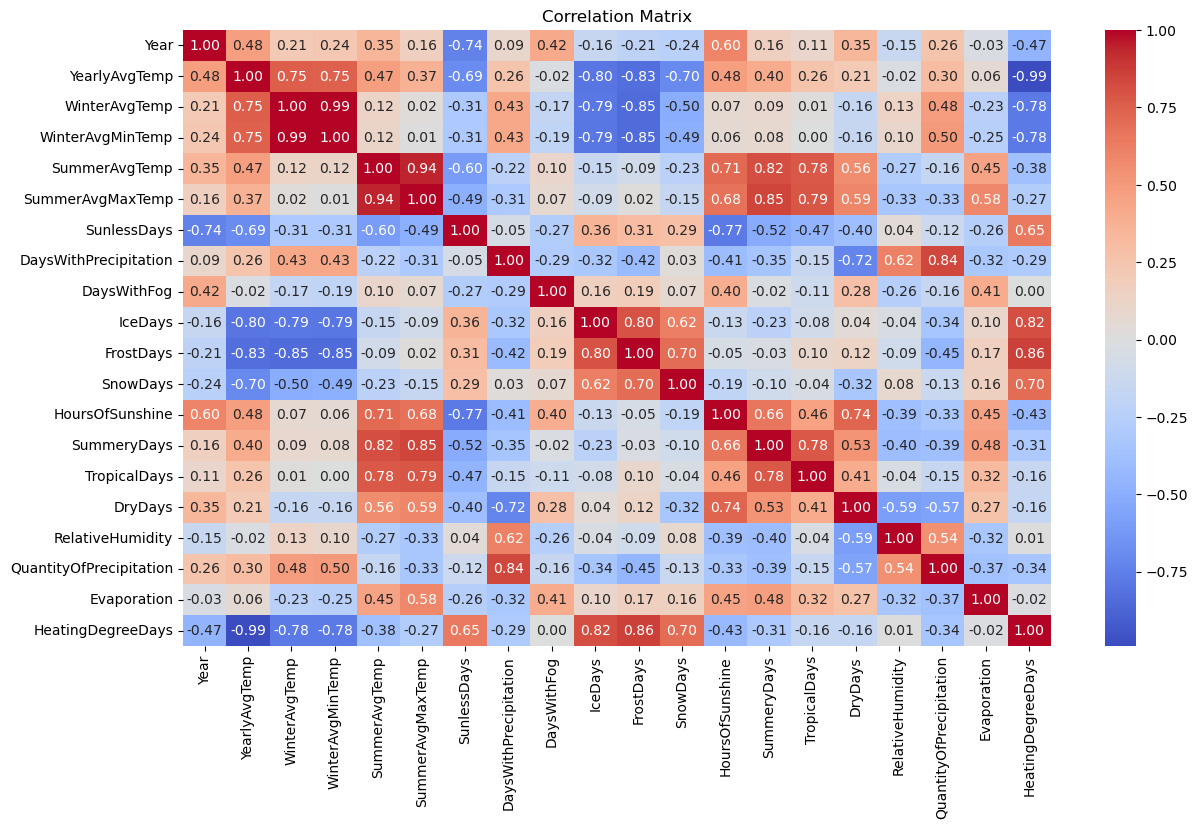 Correlation Matrix
Year 1.00 0.48 0.21 0.24 0.35 0.16 -0.74 0.09 0.42 -0.16 -0.21 -0.24 0.60 0.16 0.11 0.35 -0.15 0.26 -0.03 -0.47 1.00
YearlyAvgTemp 0.48 1.00 0.75 0.75 0.47 0.37 -0.69 0.26 -0.02 -0.80 -0.83 -0.70 0.48 0.40 0.26 0.21 -0.02 0.30 0.06 -0.99
WinterAvgTemp 0.21 0.75 1.00 0.99 0.12 0.02 -0.31 0.43 -0.17 -0.79 -0.85 -0.50 0.07 0.09 0.01 -0.16 0.13 0.48 -0.23 -0.78 0.75
WinterAvgMinTemp 0.24 0.75 0.99 1.00 0.12 0.01 -0.31 0.43 -0.19 -0.79 -0.85 -0.49 0.06 0.08 0.00 -0.16 0.10 0.50 -0.25 -0.78
SummerAvgTemp 0.35 0.47 0.12 0.12 1.00 0.94 -0.60 -0.22 0.10 -0.15 -0.09 -0.23 0.71 0.82 0.78 0.56 -0.27 -0.16 0.45 -0.38 0.50
SummerAvgMaxTemp 0.16 0.37 0.02 0.01 0.94 1.00 -0.49 -0.31 0.07 -0.09 0.02 -0.15 0.68 0.85 0.79 0.59 -0.33 -0.33 0.58 -0.27
SunlessDays -0.74 -0.69 -0.31 -0.31 -0.60 -0.49 1.00 -0.05 -0.27 0.36 0.31 0.29 -0.77 -0.52 -0.47 -0.40 0.04 -0.12 -0.26 0.65
DaysWithPrecipitation 0.09 0.26 0.43 0.43 -0.22 -0.31 -0.05 1.00 -0.29 -0.32 -0.42 0.03 -0.41 -0.35 -0.15 -0.72 0.62 0.84 -0.32 -0.29 0.25
DaysWithFog 0.42 -0.02 -0.17 -0.19 0.10 0.07 -0.27 -0.29 1.00 0.16 0.19 0.07 0.40 -0.02 -0.11 0.28 -0.26 -0.16 0.41 0.00
IceDays -0.16 -0.80 -0.79 -0.79 -0.15 -0.09 0.36 -0.32 0.16 1.00 0.80 0.62 -0.13 -0.23 -0.08 0.04 -0.04 -0.34 0.10 0.82 0.00
FrostDays -0.21 -0.83 -0.85 -0.85 -0.09 0.02 0.31 -0.42 0.19 0.80 1.00 0.70 -0.05 -0.03 0.10 0.12 -0.09 -0.45 0.17 0.86
SnowDays -0.24 -0.70 -0.50 -0.49 -0.23 -0.15 0.29 0.03 0.07 0.62 0.70 1.00 -0.19 -0.10 -0.04 -0.32 0.08 -0.13 0.16 0.70
HoursOfSunshine 0.60 0.48 0.07 0.06 0.71 0.68 -0.77 -0.41 0.40 -0.13 -0.05 -0.19 1.00 0.66 0.46 0.74 -0.39 -0.33 0.45 -0.43 −0.25
SummeryDays 0.16 0.40 0.09 0.08 0.82 0.85 -0.52 -0.35 -0.02 -0.23 -0.03 -0.10 0.66 1.00 0.78 0.53 -0.40 -0.39 0.48 -0.31
TropicalDays 0.11 0.26 0.01 0.00 0.78 0.79 -0.47 -0.15 -0.11 -0.08 0.10 -0.04 0.46 0.78 1.00 0.41 -0.04 -0.15 0.32 -0.16 −0.50
DryDays 0.35 0.21 -0.16 -0.16 0.56 0.59 -0.40 -0.72 0.28 0.04 0.12 -0.32 0.74 0.53 0.41 1.00 -0.59 -0.57 0.27 -0.16
RelativeHumidity -0.15 -0.02 0.13 0.10 -0.27 -0.33 0.04 0.62 -0.26 -0.04 -0.09 0.08 -0.39 -0.40 -0.04 -0.59 1.00 0.54 -0.32 0.01
QuantityOfPrecipitation 0.26 0.30 0.48 0.50 -0.16 -0.33 -0.12 0.84 -0.16 -0.34 -0.45 -0.13 -0.33 -0.39 -0.15 -0.57 0.54 1.00 -0.37 -0.34 −0.75
Evaporation -0.03 0.06 -0.23 -0.25 0.45 0.58 -0.26 -0.32 0.41 0.10 0.17 0.16 0.45 0.48 0.32 0.27 -0.32 -0.37 1.00 -0.02
HeatingDegreeDays -0.47 -0.99 -0.78 -0.78 -0.38 -0.27 0.65 -0.29 0.00 0.82 0.86 0.70 -0.43 -0.31 -0.16 -0.16 0.01 -0.34 -0.02 1.00
Year
YearlyAvgTemp
WinterAvgTemp
WinterAvgMinTemp
SummerAvgTemp
SummerAvgMaxTemp
SunlessDays
DaysWithPrecipitation
DaysWithFog
IceDays
FrostDays
SnowDays
HoursOfSunshine
SummeryDays
TropicalDays
DryDays
RelativeHumidity
QuantityOfPrecipitation
Evaporation
HeatingDegreeDays